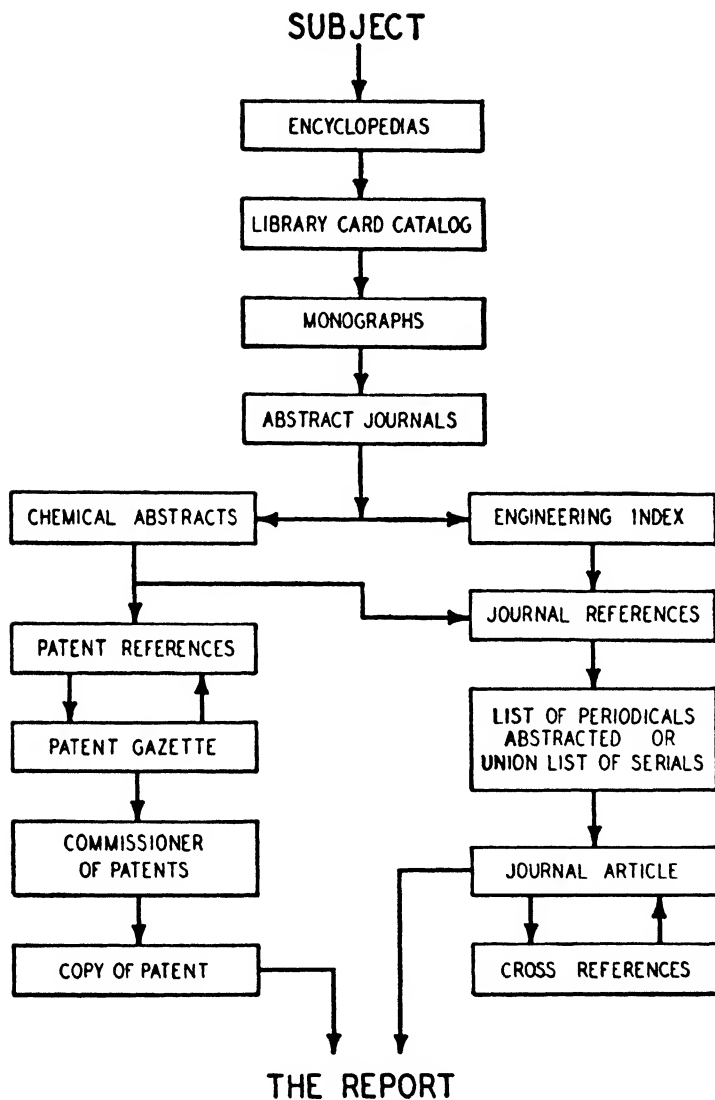 SUBJECT
ENCYCLOPEDIAS
LIBRARY CARD CATALOG
MONOGRAPHS
ABSTRACT JOURNALS
CHEMICAL ABSTRACTS
ENGINEERING INDEX
JOURNAL REFERENCES
PATENT REFERENCES
LIST OF PERIODICALS
ABSTRACTED OR
UNION LIST OF SERIALS
PATENT GAZETTE
COMMISSIONER
OF PATENTS
JOURNAL ARTICLE
COPY OF PATENT
CROSS REFERENCES
THE REPORT